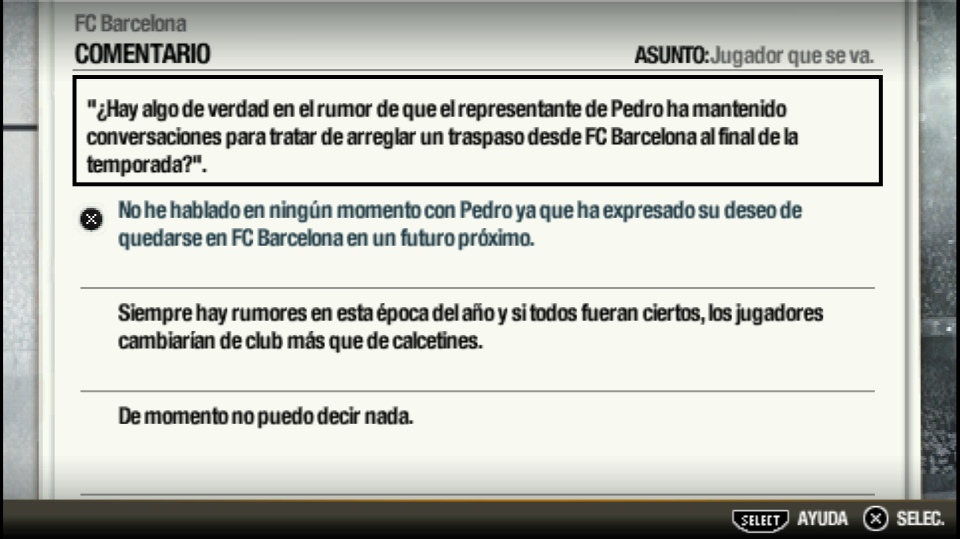 FC Barcelona
COMENTARIO
ASUNTO:Jugador que se va.
"¿Hay algo de verdad en el rumor de que el representante de Pedro ha mantenido
conversaciones para tratar de arreglar un traspaso desde FC Barcelona al final de la
temporada?".
No he hablado en ningún momento con Pedro ya que ha expresado su deseo de
quedarse en FC Barcelona en un futuro próximo.
Siempre hay rumores en esta época del año y si todos fueran ciertos, los jugadores
cambiarían de club más que de calcetines.
De momento no puedo decir nada.
SELECT AYUDA SELEC.